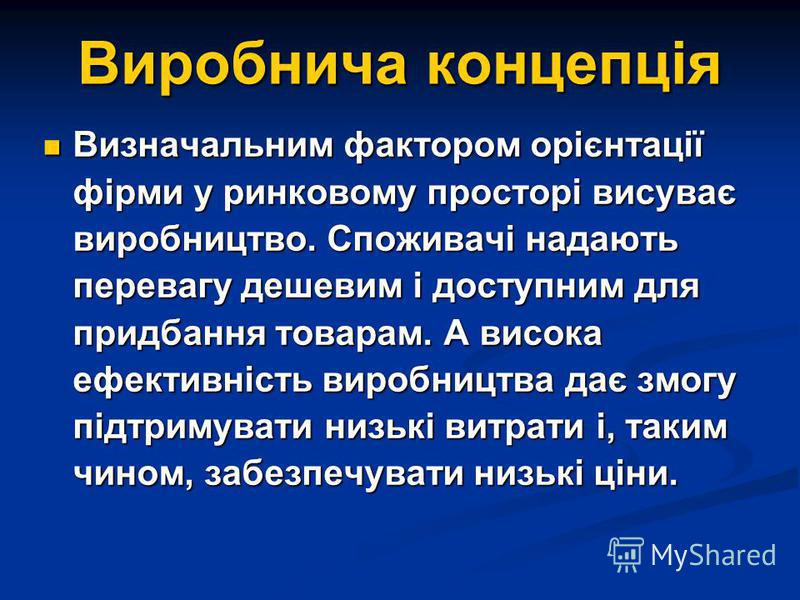 Виробнича концепція
Визначальним фактором орієнтації
фірми у ринковому просторі висуває
виробництво. Споживачі надають
перевагу дешевим і доступним для
придбання товарам. А висока
ефективність виробництва дає змогу
підтримувати низькі витрати і, таким
чином, забезпечувати низькі ціни.
MyShared